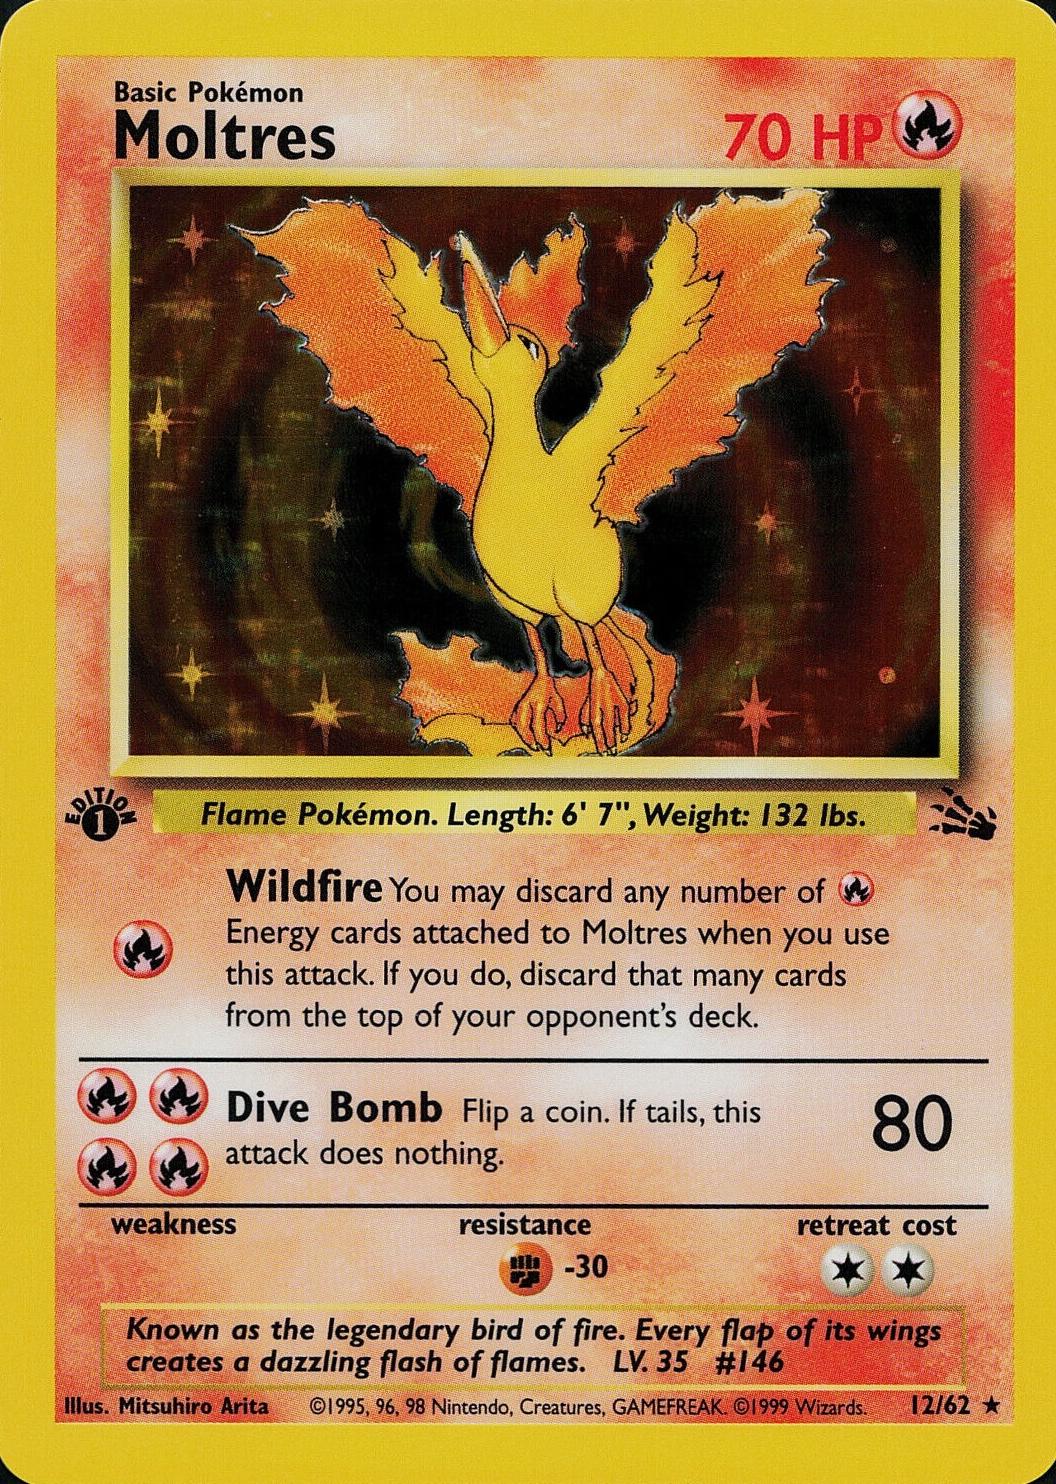 Basic Pokémon
Moltres
70 HP
EDITION
1
Flame Pokémon. Length: 6' 7", Weight: 132 lbs.
Wildfire You may discard any number of
Energy cards attached to Moltres when you use
this attack. If you do, discard that many cards
from the top of your opponent's deck.
Dive Bomb Flip a coin. If tails, this
attack does nothing.
80
weakness
resistance
retreat cost
-30
Known as the legendary bird of fire. Every flap of its wings
creates a dazzling flash of flames. LV. 35 #146
Illus. Mitsuhiro Arita
©1995, 96, 98 Nintendo, Creatures, GAMEFREAK. ©1999 Wizards.
12/62 ★